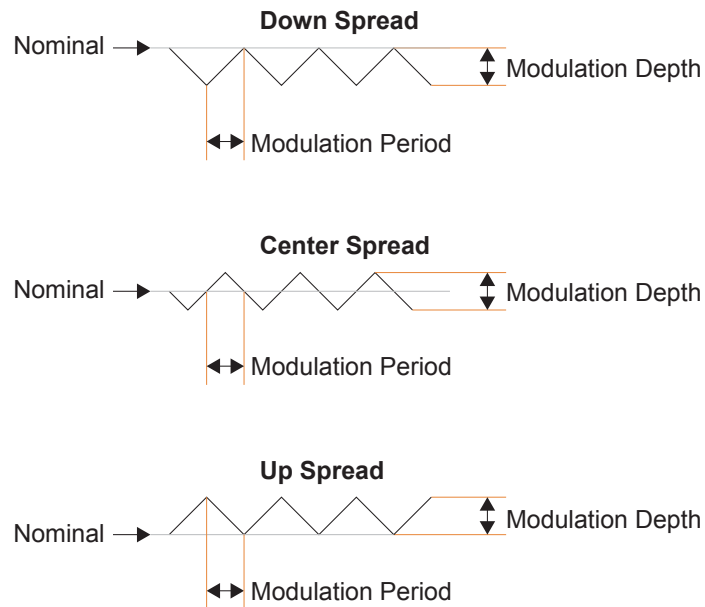 Down Spread
Nominal
Modulation Depth
Modulation Period
Center Spread
Nominal
Modulation Depth
Modulation Period
Up Spread
Nominal
Modulation Depth
Modulation Period